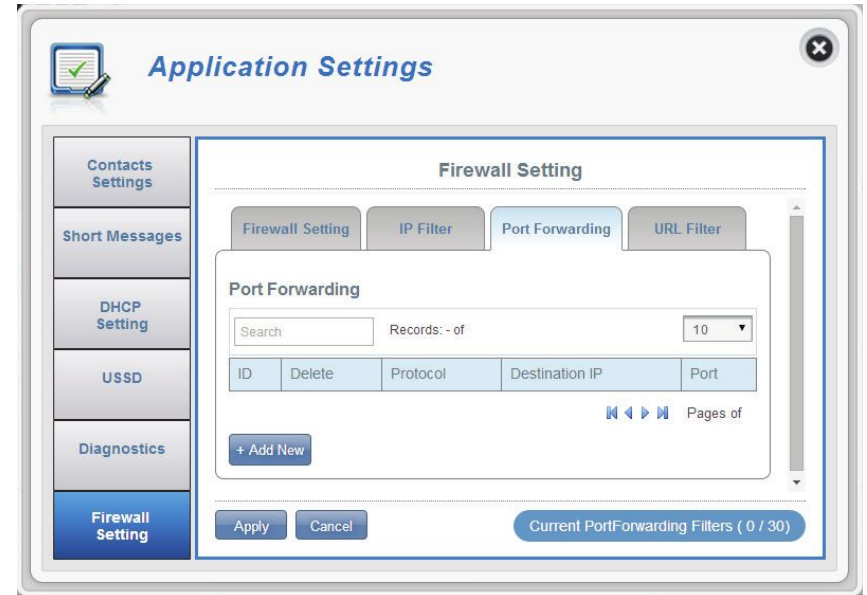 Application Settings
Contacts
Settings
Short Messages
DHCP
Setting
USSD
Diagnostics
Firewall
Setting
Firewall Setting
Firewall Setting IP Filter Port Forwarding URL Filter
Port Forwarding
Search Records: - of 10
ID Delete Protocol Destination IP Port
Pages of
+ Add New
Apply Cancel Current PortForwarding Filters ( 0 / 30)